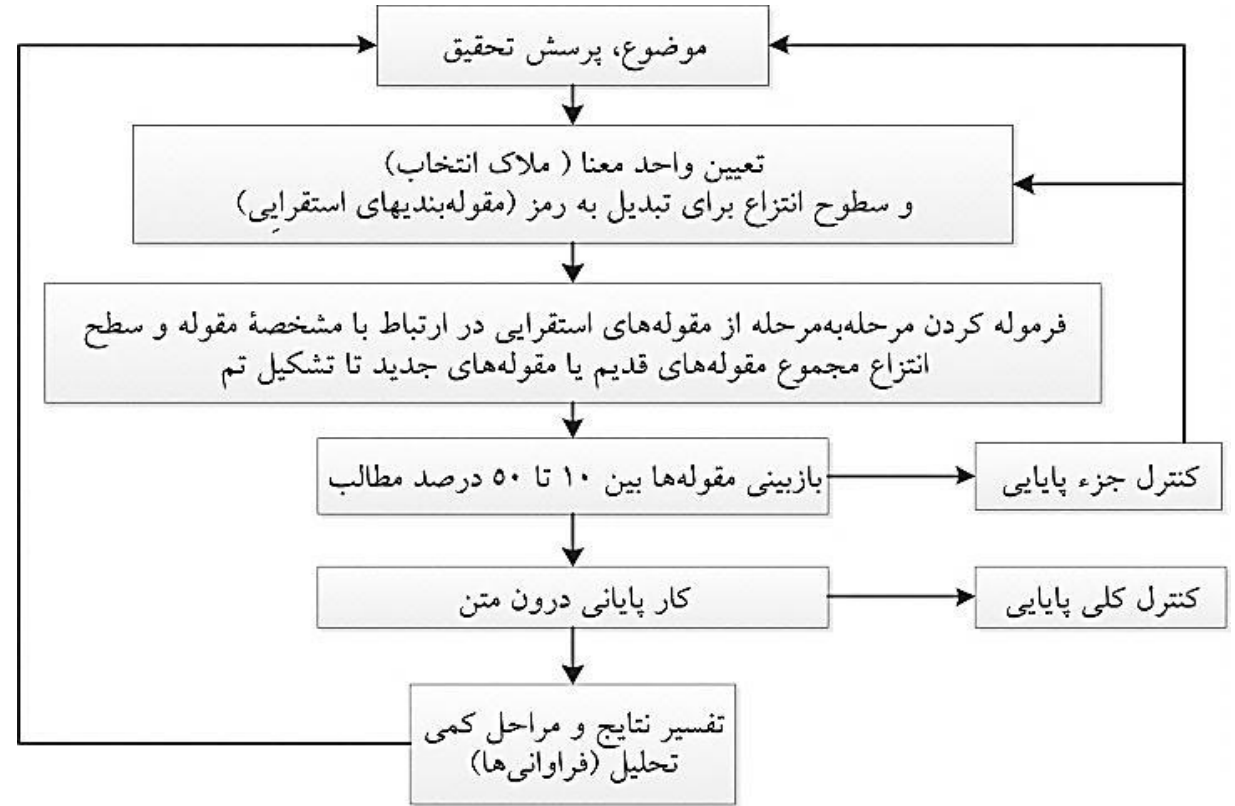 موضوع، پرسش تحقیق
تعیین واحد معنا ( ملاک انتخاب)
و سطوح انتزاع برای تبدیل به رمز (مقوله‌بندیهای استقرایِی)
فرموله کردن مرحله‌به‌مرحله از مقوله‌های استقرایی در ارتباط با مشخصهٔ مقوله و سطح
انتزاع مجموع مقوله‌های قدیم یا مقوله‌های جدید تا تشکیل تم
بازبینی مقوله‌ها بین ۱۰ تا ۵۰ درصد مطالب
کنترل جزء پایایی
کار پایانی درون متن
کنترل کلی پایایی
تفسیر نتایج و مراحل کمی
تحلیل (فراوانی‌ها)